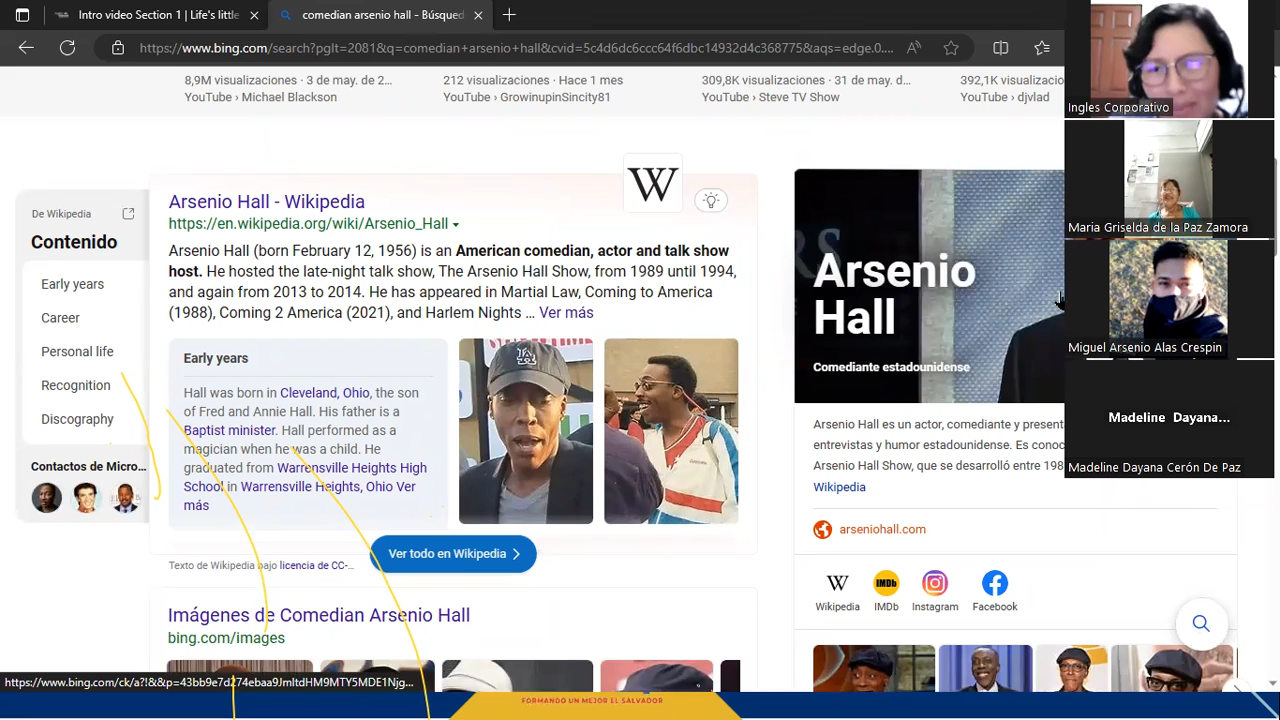 Intro video Section 1 | Life's little
comedian arsenio hall - Búsqued
https://www.bing.com/search?pglt=2081&q=comedian+arsenio+hall&cvid=5c4d6dc6ccc64f6dbc14932d4c368775&aqs=edge.0....
8,9M visualizaciones · 3 de may. de 2...
YouTube › Michael Blackson
212 visualizaciones · Hace 1 mes
YouTube › GrowinupinSincity81
309,8K visualizaciones · 31 de may. d...
YouTube › Steve TV Show
392,1K visualizaciones
YouTube › djvlad
De Wikipedia
Contenido
Early years
Career
Personal life
Recognition
Discography
Contactos de Micro...
W
Arsenio Hall - Wikipedia
https://en.wikipedia.org/wiki/Arsenio_Hall
Arsenio Hall (born February 12, 1956) is an American comedian, actor and talk show
host. He hosted the late-night talk show, The Arsenio Hall Show, from 1989 until 1994,
and again from 2013 to 2014. He has appeared in Martial Law, Coming to America
(1988), Coming 2 America (2021), and Harlem Nights ... Ver más
Early years
Hall was born in Cleveland, Ohio, the son
of Fred and Annie Hall. His father is a
Baptist minister. Hall performed as a
magician when he was a child. He
graduated from Warrensville Heights High
School in Warrensville Heights, Ohio Ver
más
Ver todo en Wikipedia
Texto de Wikipedia bajo licencia de CC-...
Imágenes de Comedian Arsenio Hall
bing.com/images
Arsenio
Hall
Comediante estadounidense
Arsenio Hall es un actor, comediante y present
entrevistas y humor estadounidense. Es conoc
Arsenio Hall Show, que se desarrolló entre 198
Wikipedia
arseniohall.com
W
IMDb
Wikipedia
IMDb
Instagram
Facebook
Ingles Corporativo
Maria Griselda de la Paz Zamora
Miguel Arsenio Alas Crespin
Madeline Dayana...
Madeline Dayana Cerón De Paz
https://www.bing.com/ck/a?!&&p=43bb9e7d274ebaa9JmltdHM9MTY5MDE1Njg...
FORMANDO UN MEJOR EL SALVADOR